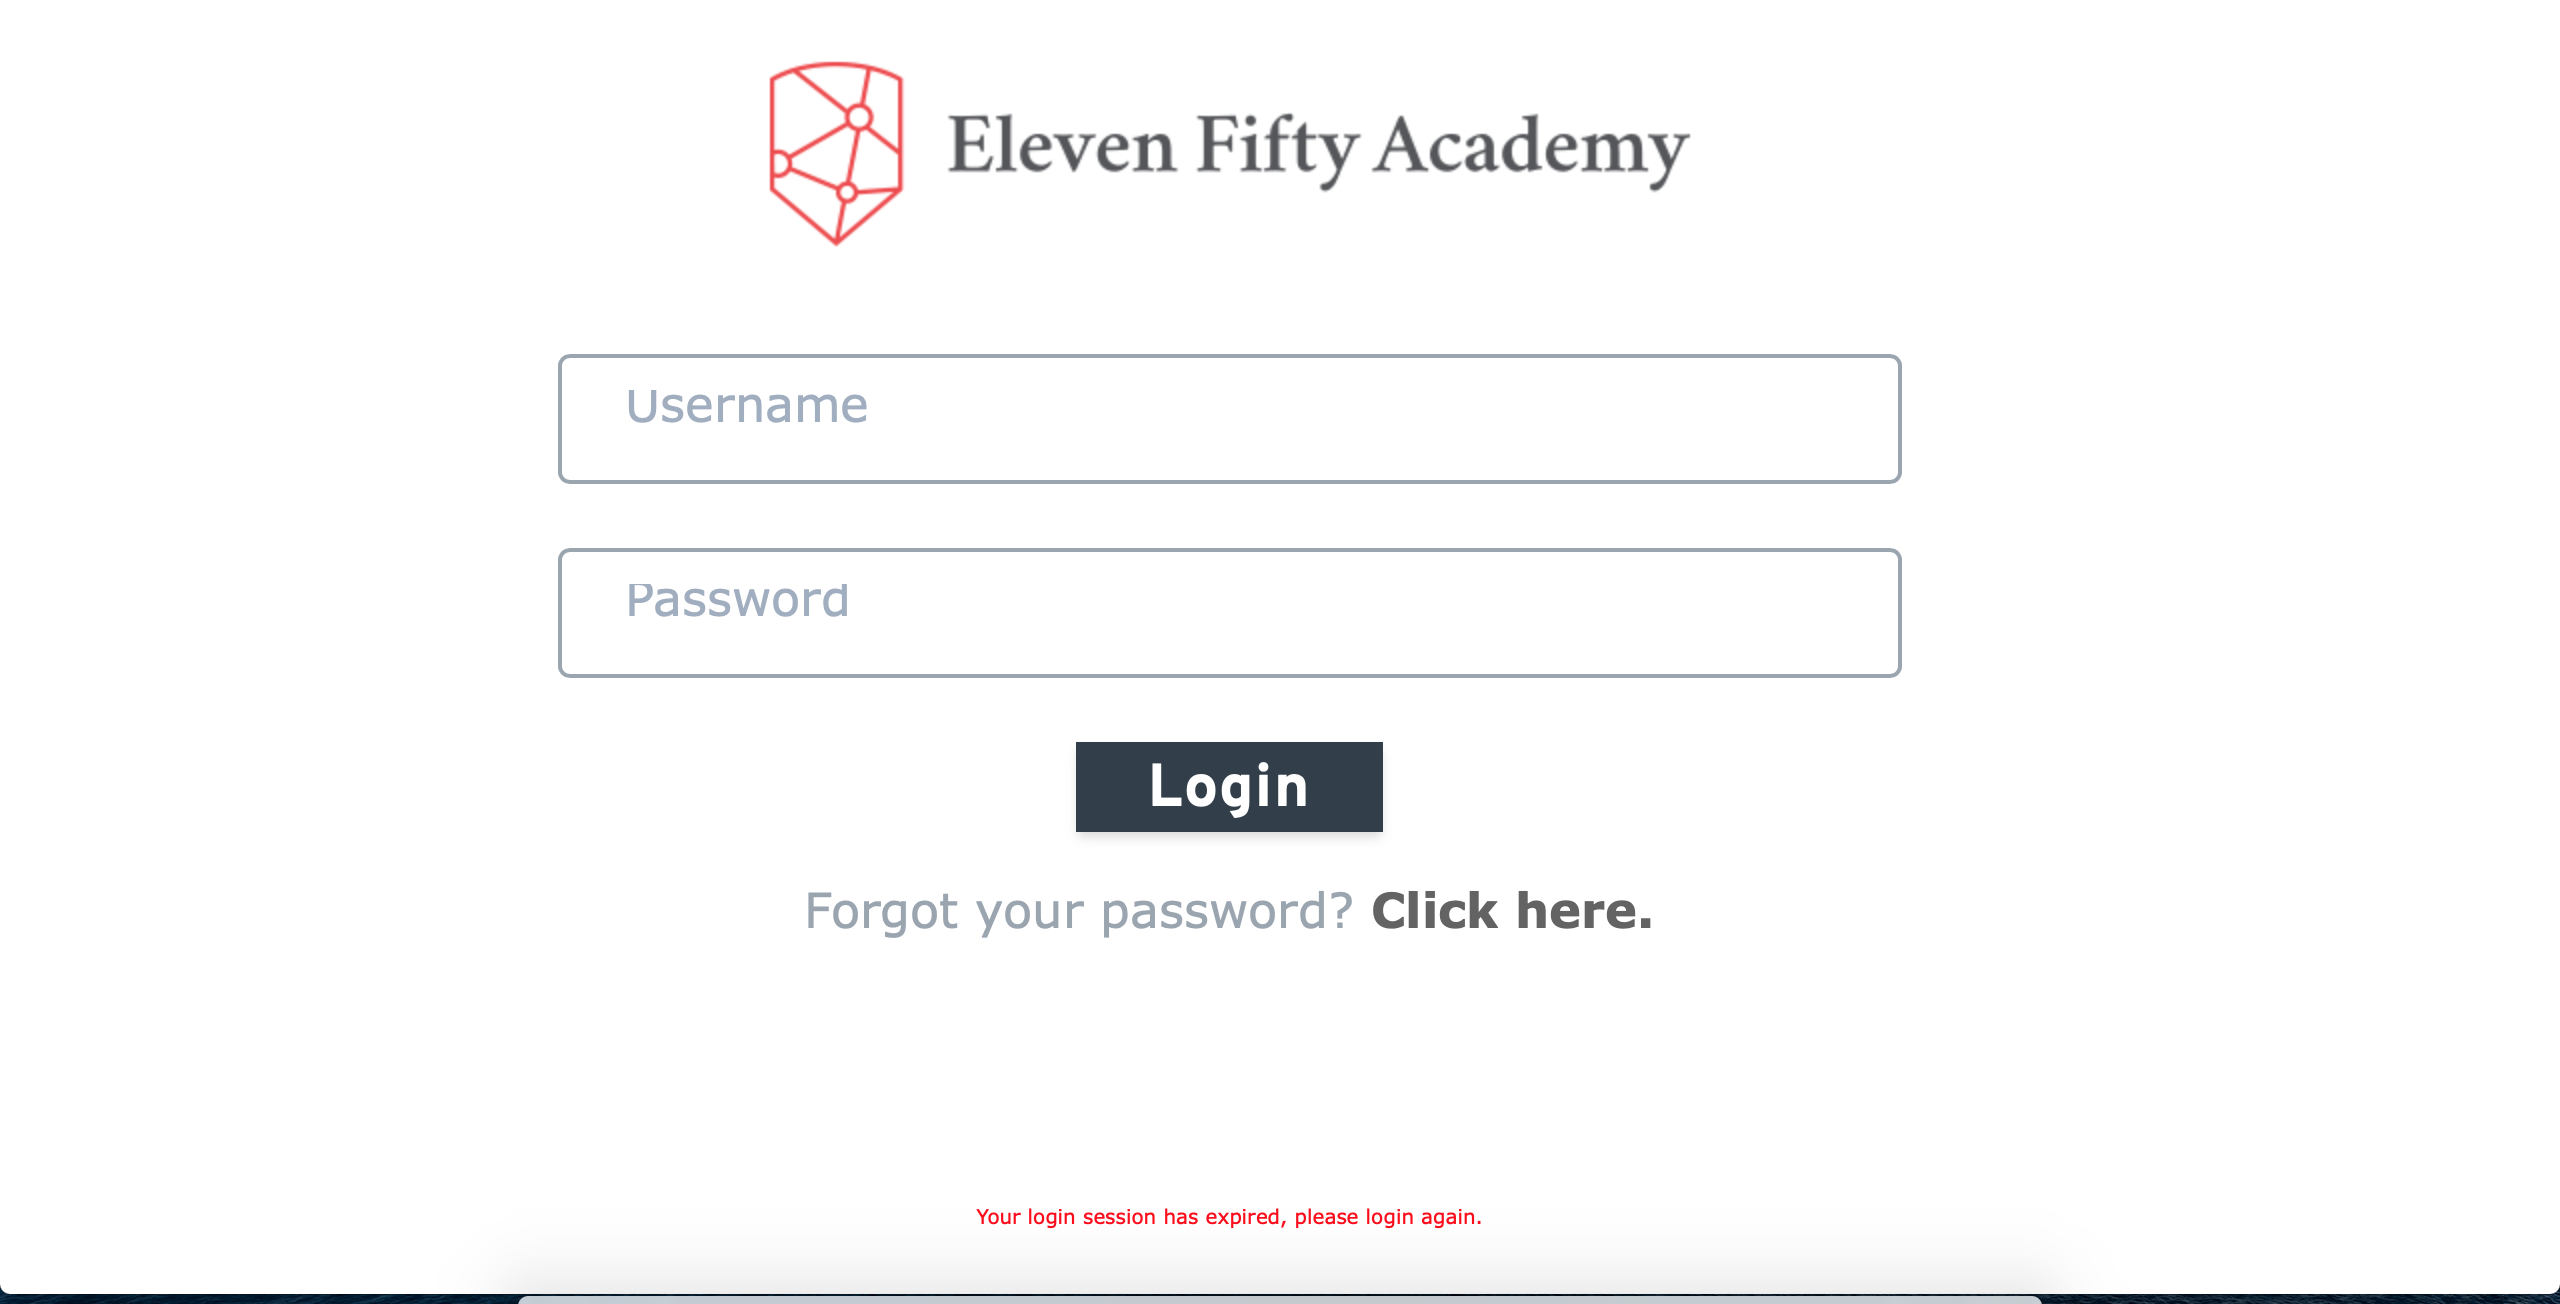 Eleven Fifty Academy
Username
Password
Login
Forgot your password? Click here.
Your login session has expired, please login again.